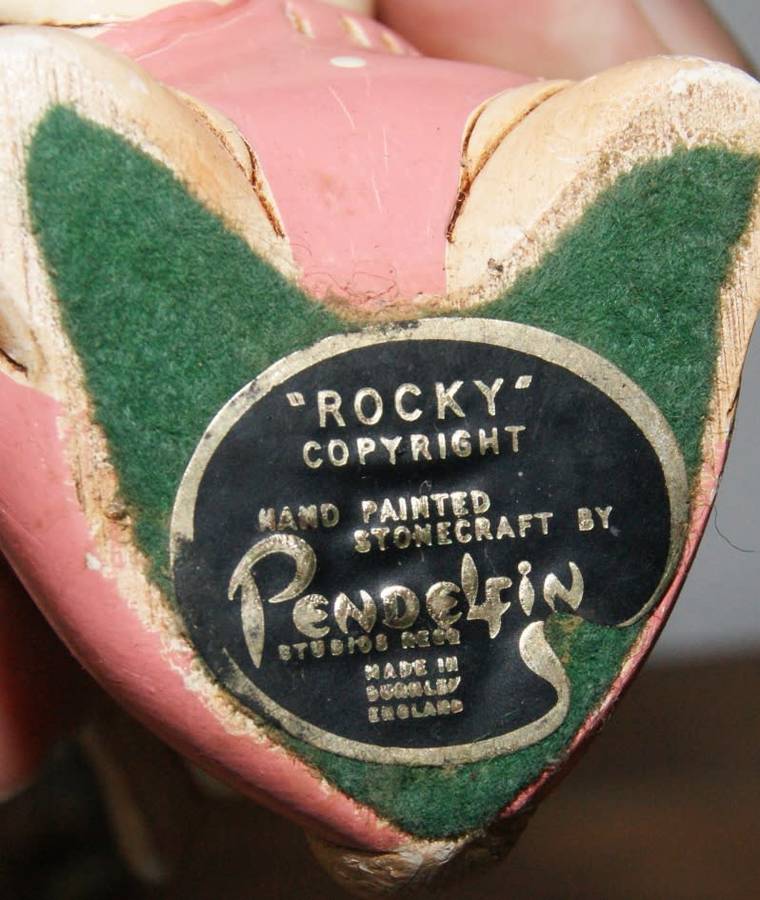 "ROCKY"
COPYRIGHT
HAND PAINTED
STONECRAFT BY
PENDELFIN
STUDIOS REGD
MADE IN
BURNLEY
ENGLAND